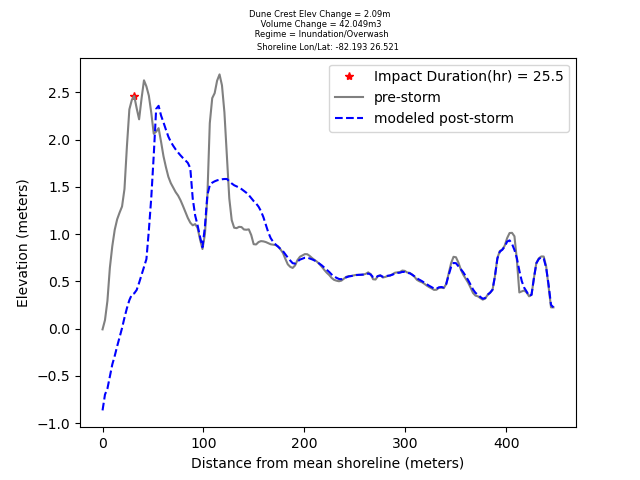 Dune Crest Elev Change = 2.09m
Volume Change = 42.049m3
Regime = Inundation/Overwash
Shoreline Lon/Lat: -82.193 26.521
Impact Duration(hr) = 25.5
pre-storm
modeled post-storm
Elevation (meters)
2.5
2.0
1.5
1.0
0.5
0.0
−0.5
−1.0
0 100 200 300 400
Distance from mean shoreline (meters)